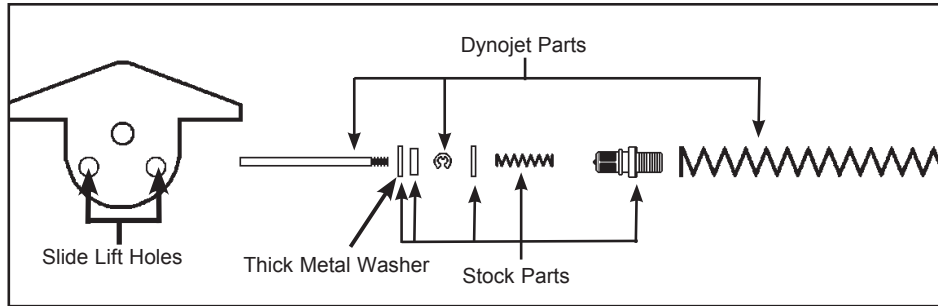 Dynojet Parts
Slide Lift Holes
Thick Metal Washer
Stock Parts